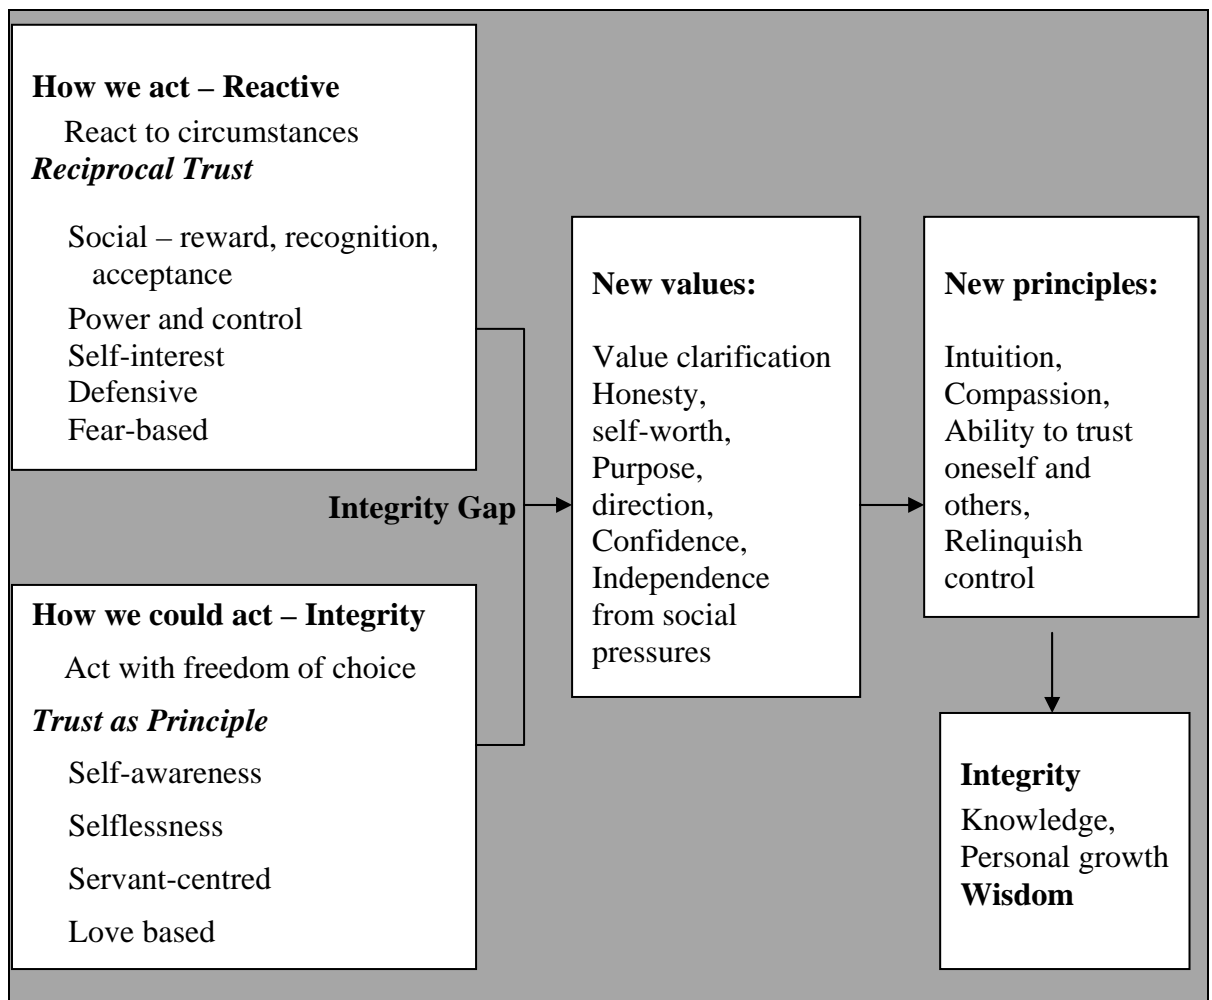 How we act – Reactive
React to circumstances
Reciprocal Trust
Social – reward, recognition,
acceptance
Power and control
Self-interest
Defensive
Fear-based
Integrity Gap
How we could act – Integrity
Act with freedom of choice
Trust as Principle
Self-awareness
Selflessness
Servant-centred
Love based
New values:
Value clarification
Honesty,
self-worth,
Purpose,
direction,
Confidence,
Independence
from social
pressures
New principles:
Intuition,
Compassion,
Ability to trust
oneself and
others,
Relinquish
control
Integrity
Knowledge,
Personal growth
Wisdom